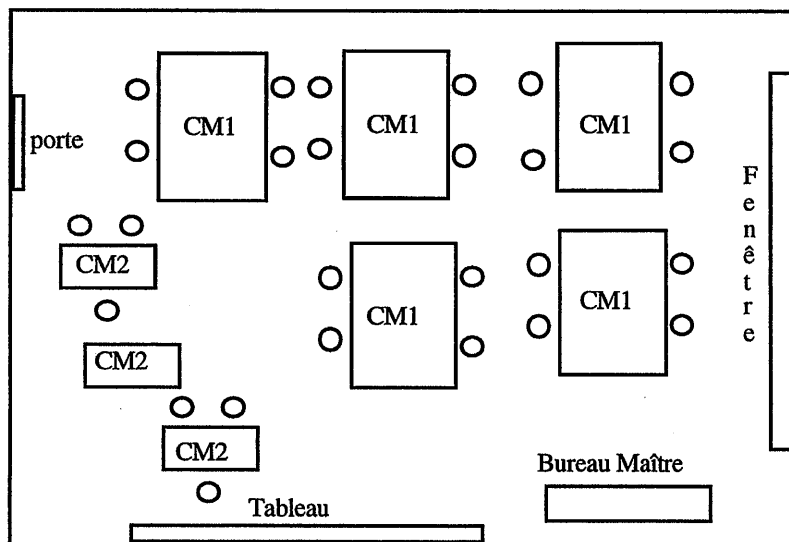 CM1
CM1
CM1
porte
CM2
CM1
CM1
CM2
CM2
Fenêtre
Bureau Maître
Tableau